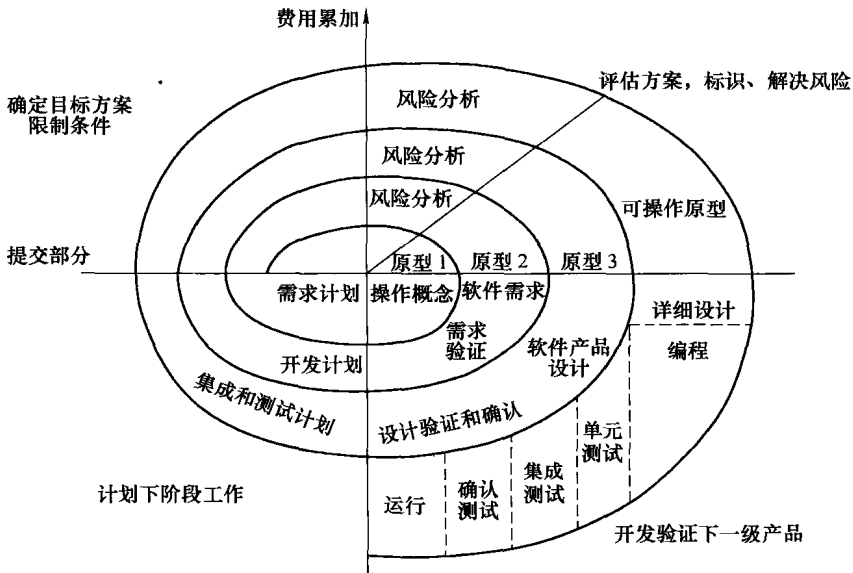 费用累加
评估方案，标识、解决风险
确定目标方案
限制条件
风险分析
风险分析
风险分析
可操作原型
提交部分
原型1
原型2
原型3
需求计划
操作概念
软件需求
详细设计
需求
验证
开发计划
软件产品
设计
编程
集成和测试计划
设计验证和确认
单元
测试
集成
测试
确认
测试
运行
计划下阶段工作
开发验证下一级产品